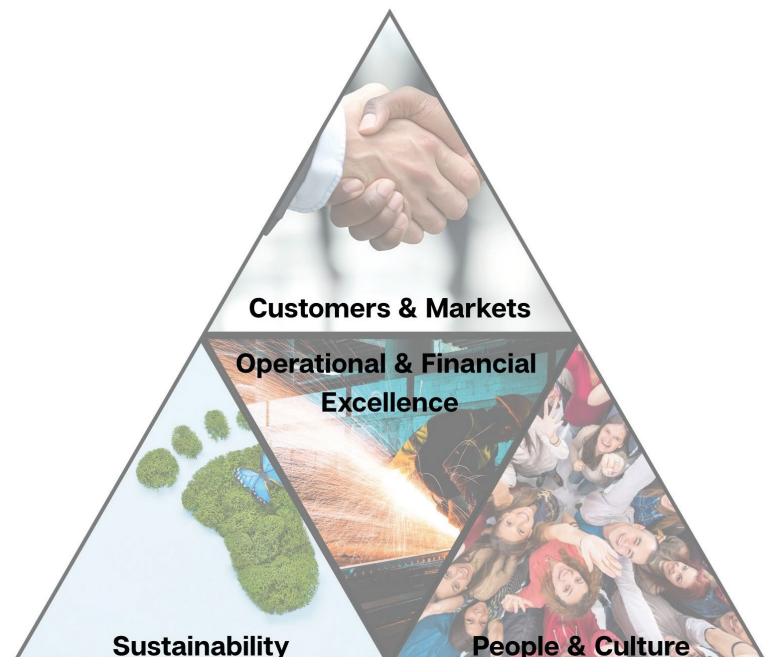 Customers & Markets
Operational & Financial
Excellence
Sustainability
People & Culture